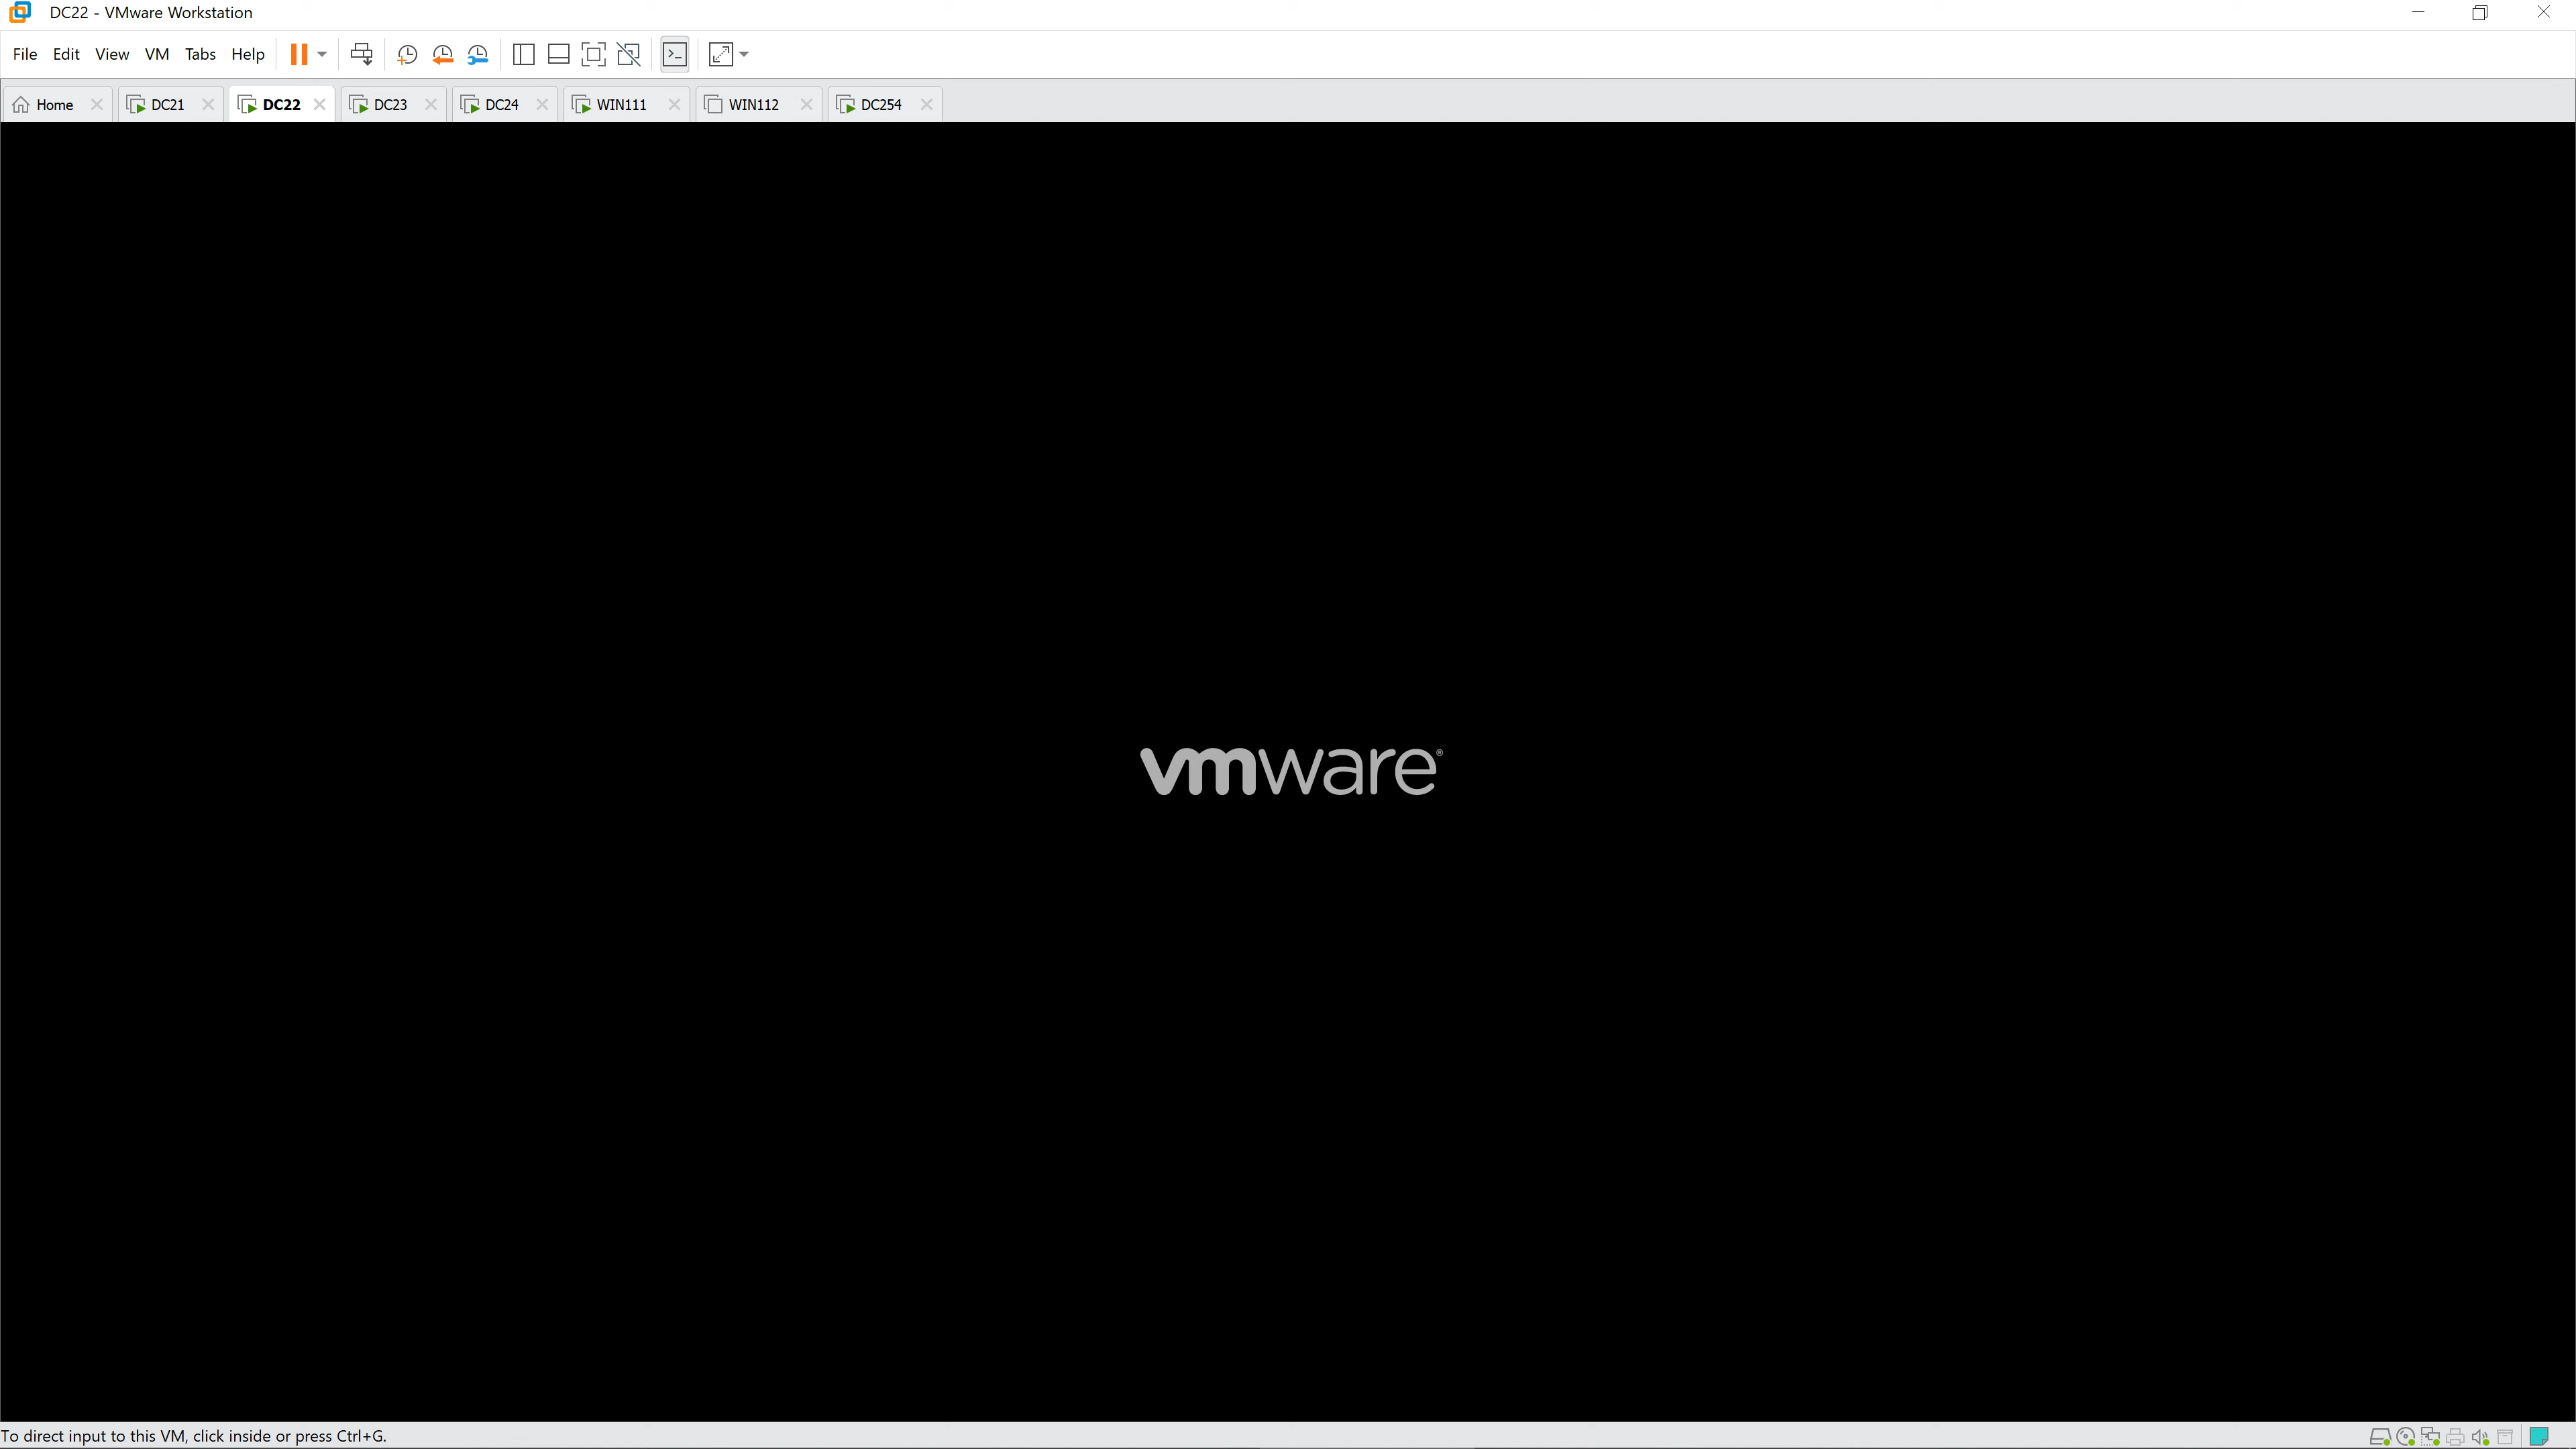 DC22 - VMware Workstation
File Edit View VM Tabs Help
Home DC21 DC22 DC23 DC24 WIN111 WIN112 DC254
vmware®
To direct input to this VM, click inside or press Ctrl+G.